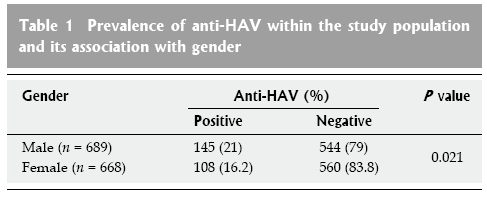 Table 1 Prevalence of anti-HAV within the study population
and its association with gender
Gender Anti-HAV (%) P value
Positive Negative
Male (n = 689) 145 (21) 544 (79)
0.021
Female (n = 668) 108 (16.2) 560 (83.8)